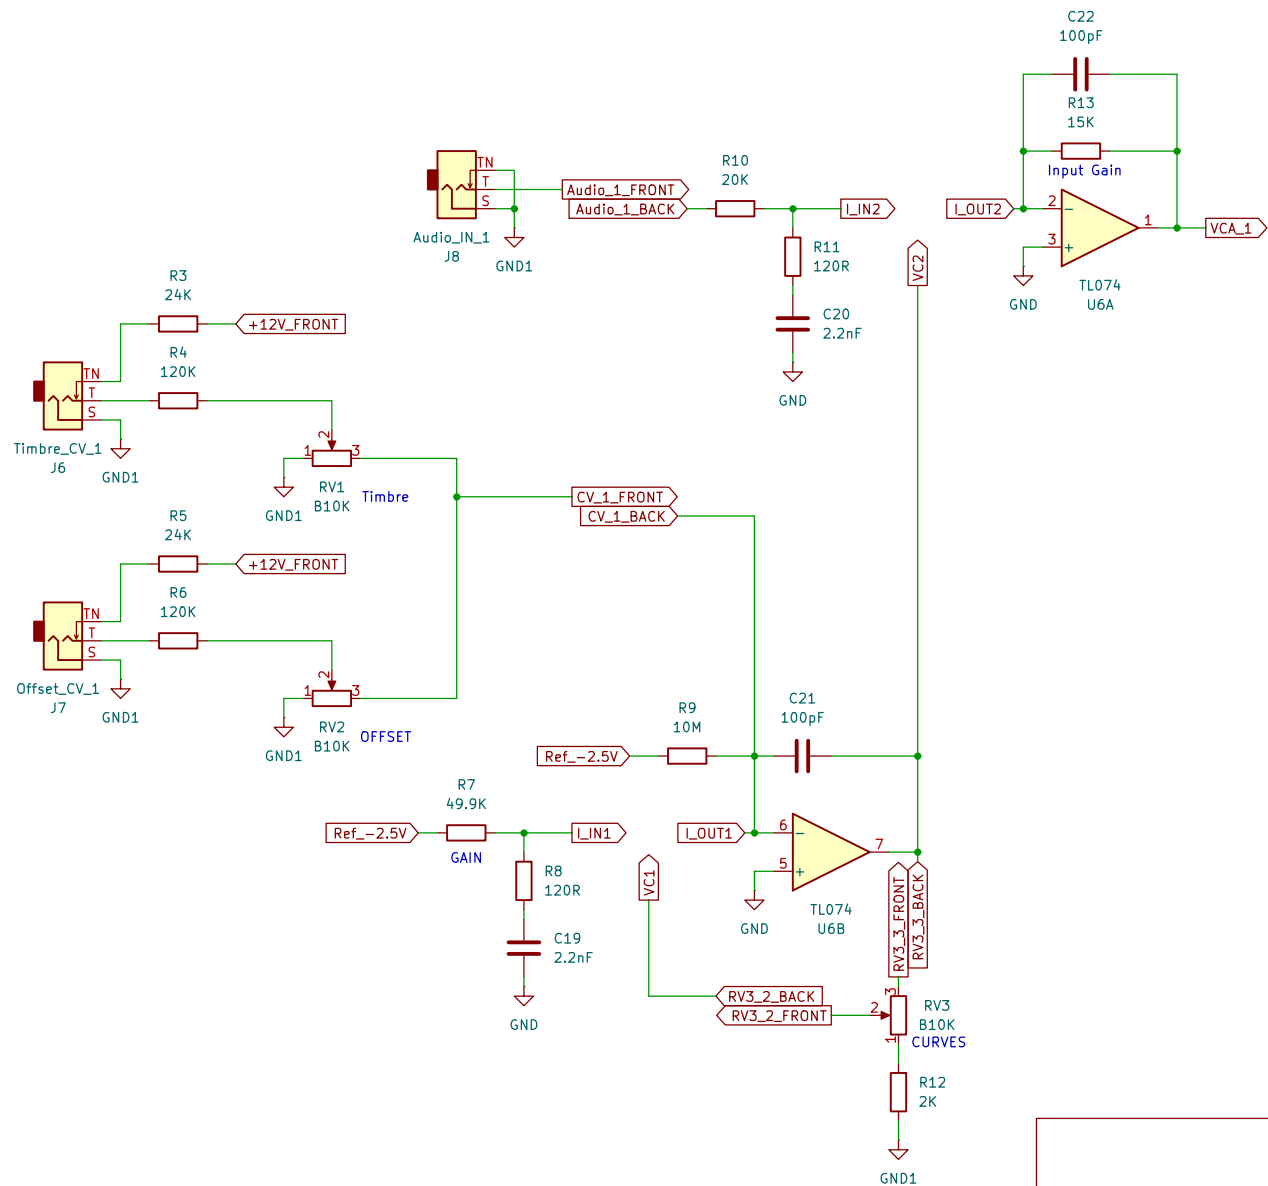 C22
100pF
R13
15K
Input Gain
I_OUT2
2
−
3
+
1
VCA_1
GND
TL074
U6A
TN
T
S
Audio_IN_1
J8
GND1
Audio_1_FRONT
Audio_1_BACK
R10
20K
I_IN2
R11
120R
C20
2.2nF
GND
VC2
R3
24K
+12V_FRONT
R4
120K
TN
T
S
Timbre_CV_1
J6
GND1
1
2
3
RV1
B10K
Timbre
GND1
CV_1_FRONT
CV_1_BACK
R5
24K
+12V_FRONT
R6
120K
TN
T
S
Offset_CV_1
J7
GND1
1
2
3
RV2
B10K
OFFSET
GND1
Ref_−2.5V
R9
10M
C21
100pF
Ref_−2.5V
R7
49.9K
GAIN
I_IN1
R8
120R
C19
2.2nF
GND
I_OUT1
6
−
5
+
7
GND
TL074
U6B
VC1
RV3_3_FRONT
RV3_3_BACK
RV3_2_BACK
RV3_2_FRONT
3
2
1
RV3
B10K
CURVES
R12
2K
GND1